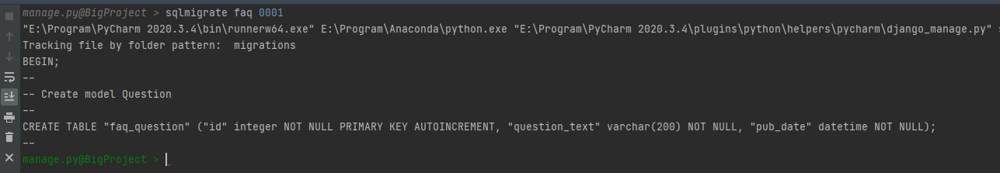 manage.py@BigProject > sqlmigrate faq 0001
"E:\Program\PyCharm 2020.3.4\bin\runnerw64.exe" E:\Program\Anaconda\python.exe "E:\Program\PyCharm 2020.3.4\plugins\python\helpers\pycharm\django_manage.py"
Tracking file by folder pattern:  migrations
BEGIN;
--
-- Create model Question
--
CREATE TABLE "faq_question" ("id" integer NOT NULL PRIMARY KEY AUTOINCREMENT, "question_text" varchar(200) NOT NULL, "pub_date" datetime NOT NULL);
--
manage.py@BigProject >